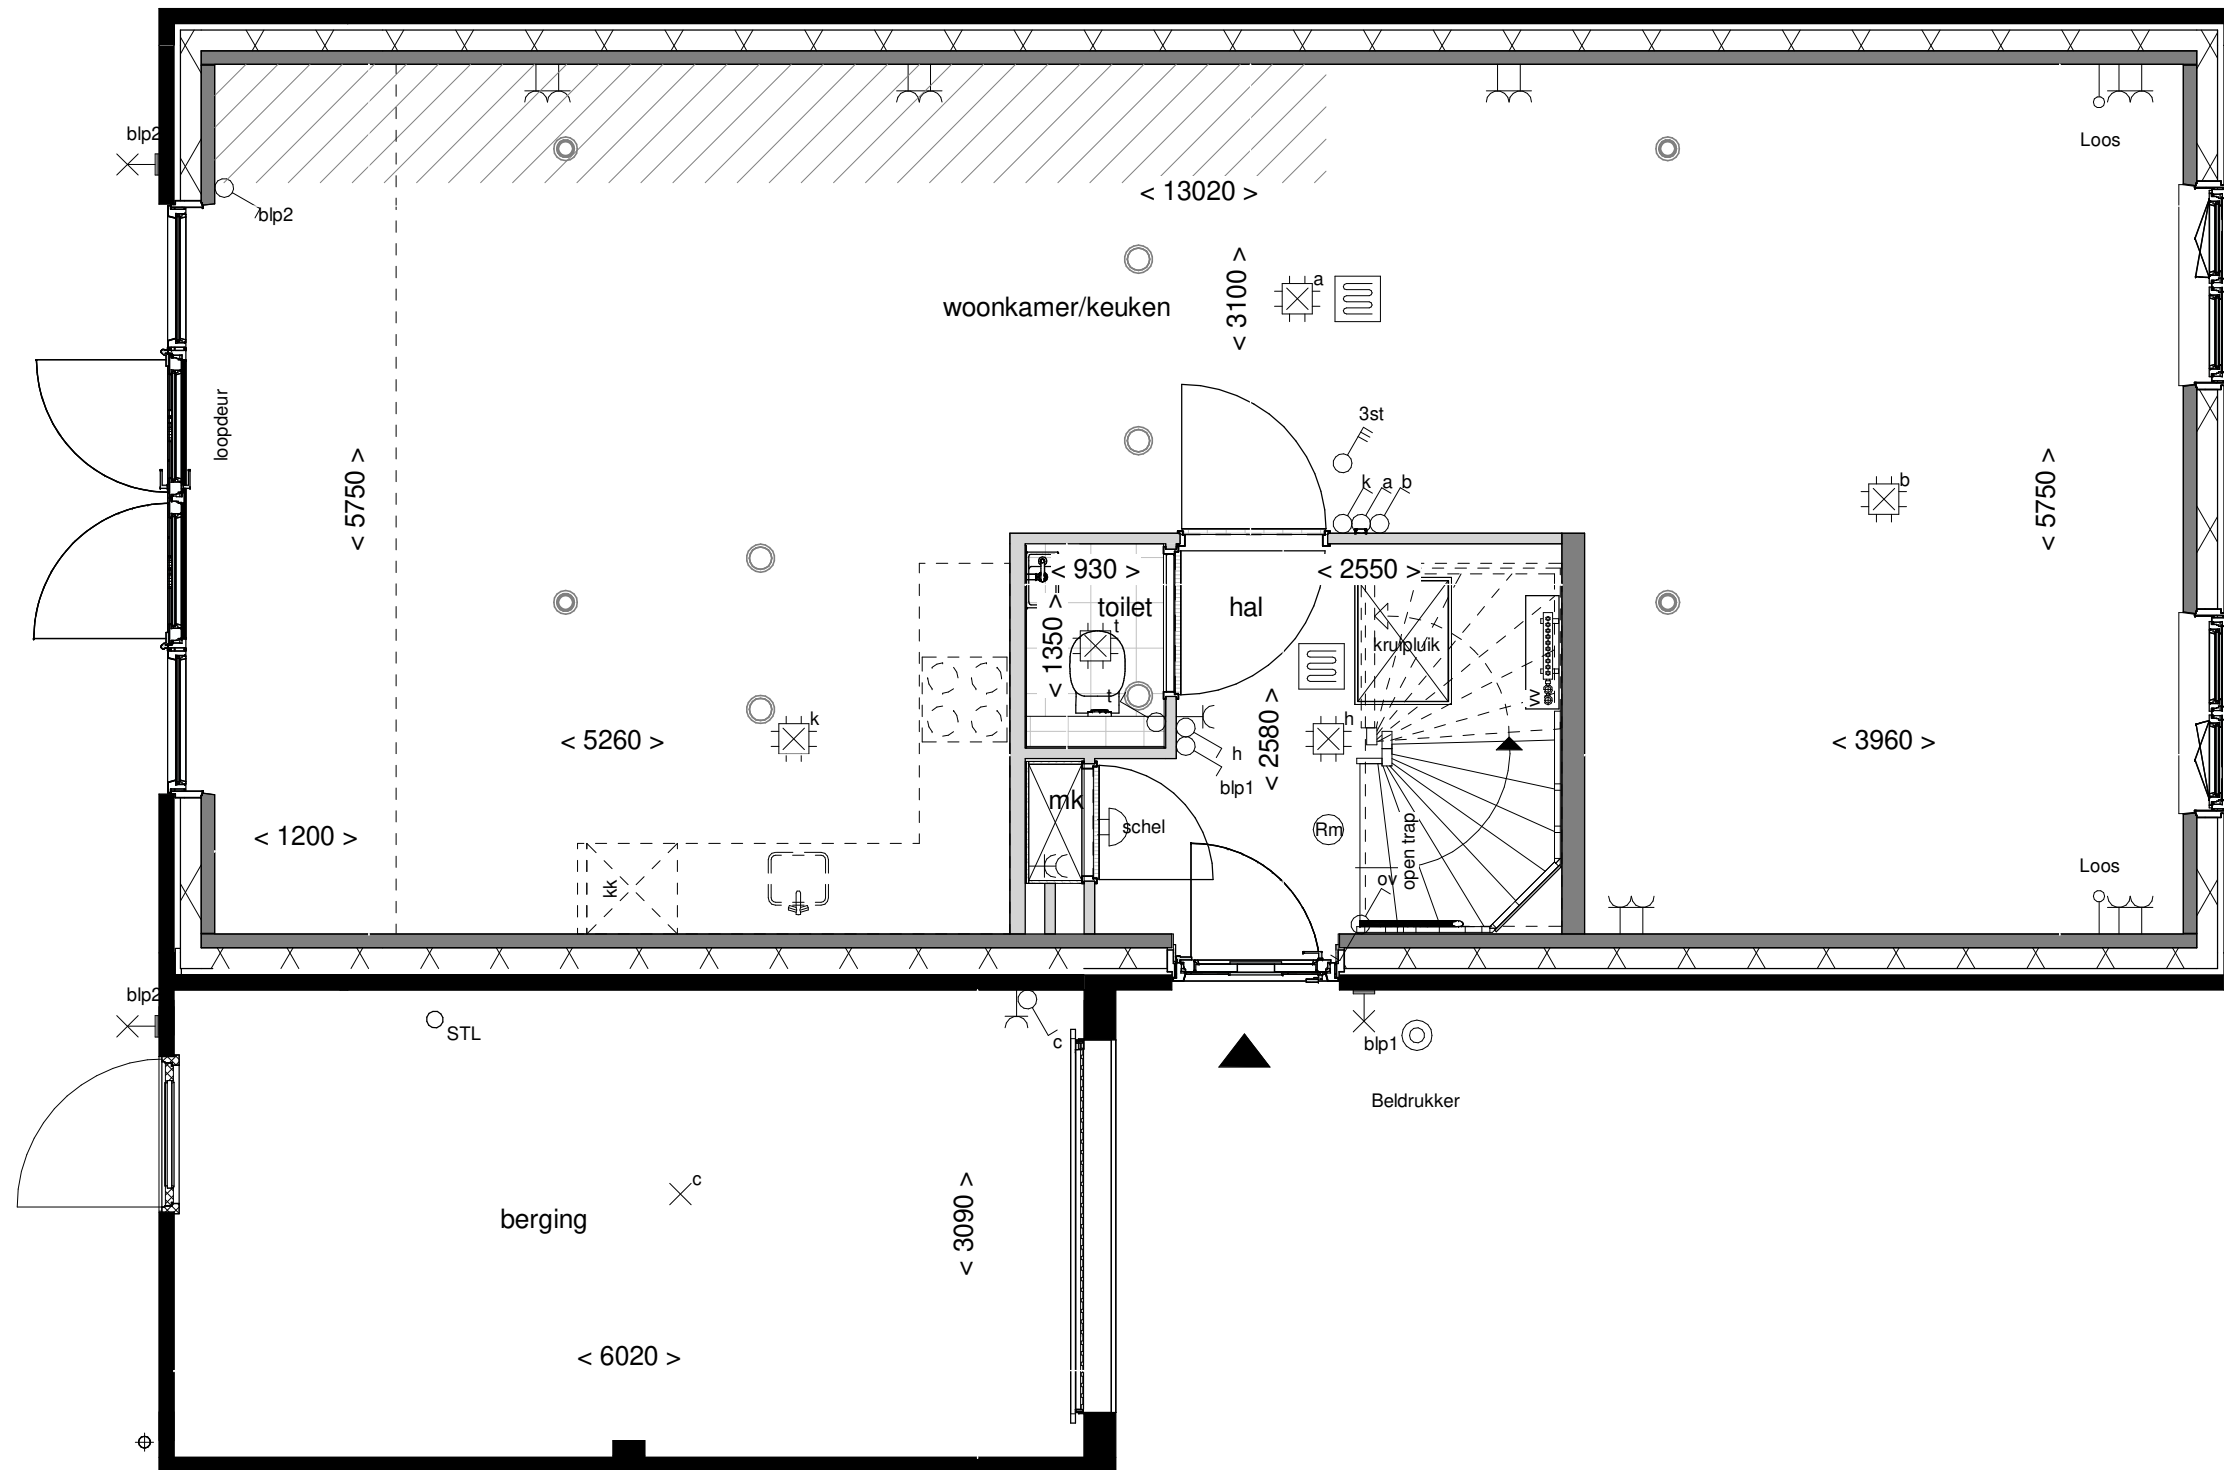 blp2
Loos
blp2
< 13020 >
< 3100 >
a
woonkamer/keuken
loopdeur
3st
k
a
b
b
< 5750 >
< 5750 >
< 930 >
< 2550 >
toilet
hal
t
< 1350 >
kruipluik
t
vv
k
h
< 5260 >
< 2580 >
h
< 3960 >
blp1
mk
schel
Rm
open trap
< 1200 >
kk
ov
Loos
blp2
STL
c
blp1
Beldrukker
c
berging
< 3090 >
< 6020 >